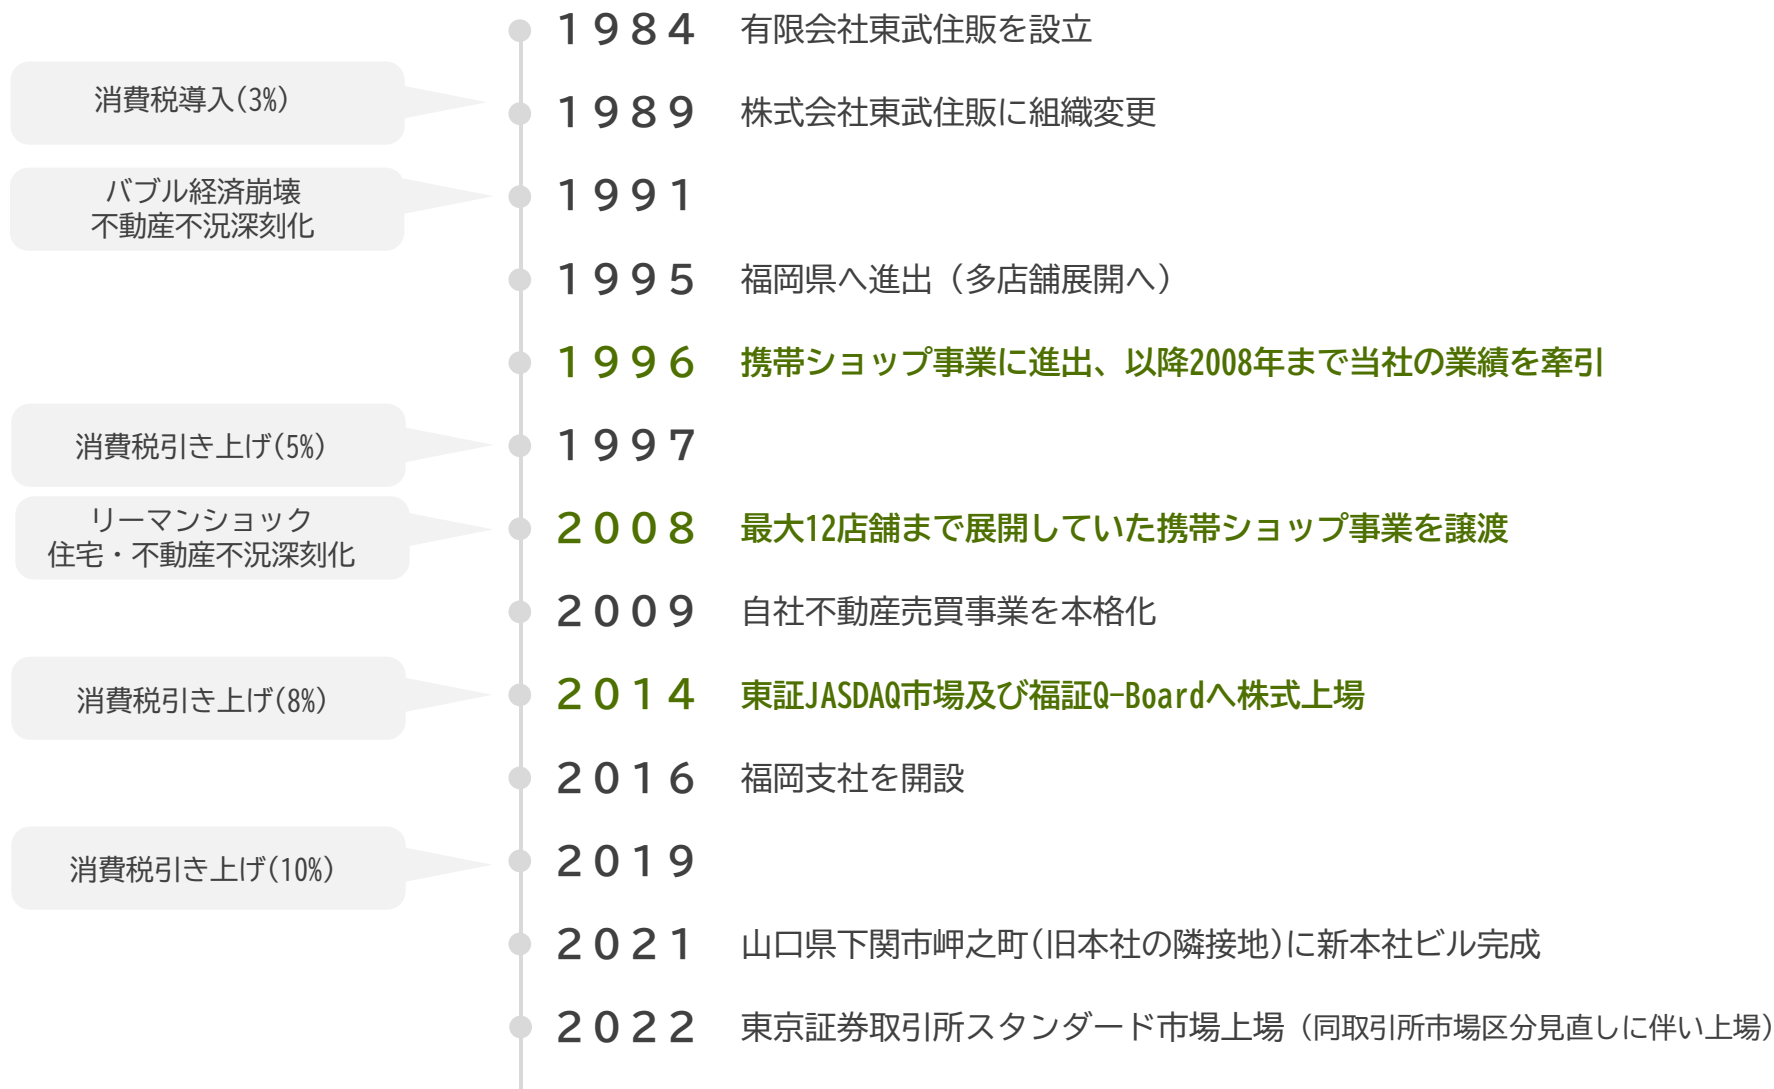 1984 有限会社東武住販を設立
消費税導入(3%)
1989 株式会社東武住販に組織変更
バブル経済崩壊
不動産不況深刻化
1991
1995 福岡県へ進出（多店舗展開へ）
1996 携帯ショップ事業に進出、以降2008年まで当社の業績を牽引
消費税引き上げ(5%)
1997
リーマンショック
住宅・不動産不況深刻化
2008 最大12店舗まで展開していた携帯ショップ事業を譲渡
2009 自社不動産売買事業を本格化
消費税引き上げ(8%)
2014 東証JASDAQ市場及び福証Q-Boardへ株式上場
2016 福岡支社を開設
消費税引き上げ(10%)
2019
2021 山口県下関市岬之町(旧本社の隣接地)に新本社ビル完成
2022 東京証券取引所スタンダード市場上場（同取引所市場区分見直しに伴い上場）